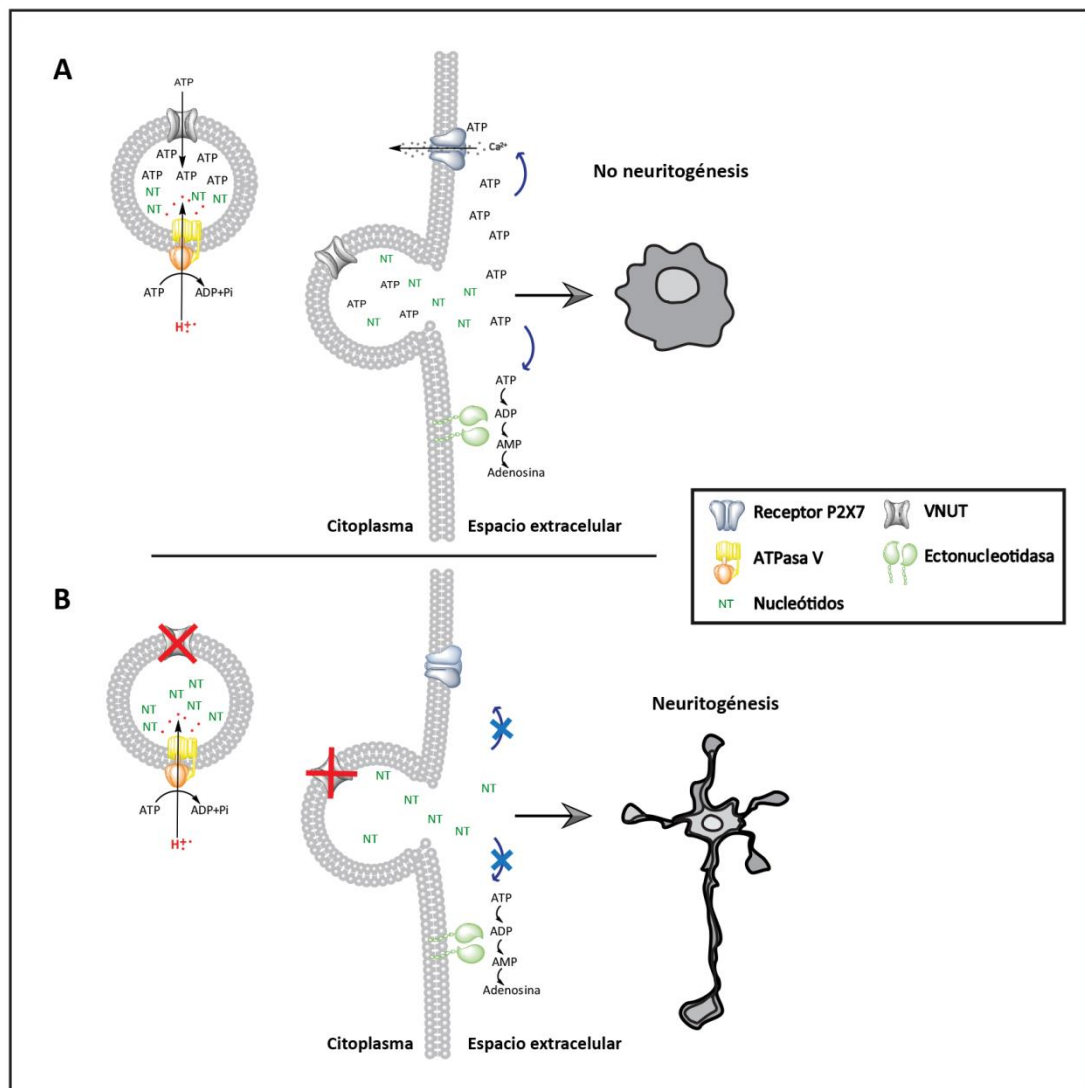 A
ATP
ATP
ATP
ATP
ATP
ATP
NT
NT
NT
NT
ATP
ADP+Pi
H+
ATP
Ca²⁺
ATP
ATP
ATP
ATP
ATP
NT
NT
NT
NT
NT
NT
ATP
ATP
ATP
ADP
AMP
Adenosina
No neuritogénesis
Citoplasma
Espacio extracelular
Receptor P2X7
VNUT
ATPasa V
Ectonucleotidasa
NT
Nucleótidos
B
NT
NT
NT
NT
NT
NT
ATP
ADP+Pi
H+
NT
NT
NT
NT
NT
NT
ATP
ADP
AMP
Adenosina
Neuritogénesis
Citoplasma
Espacio extracelular